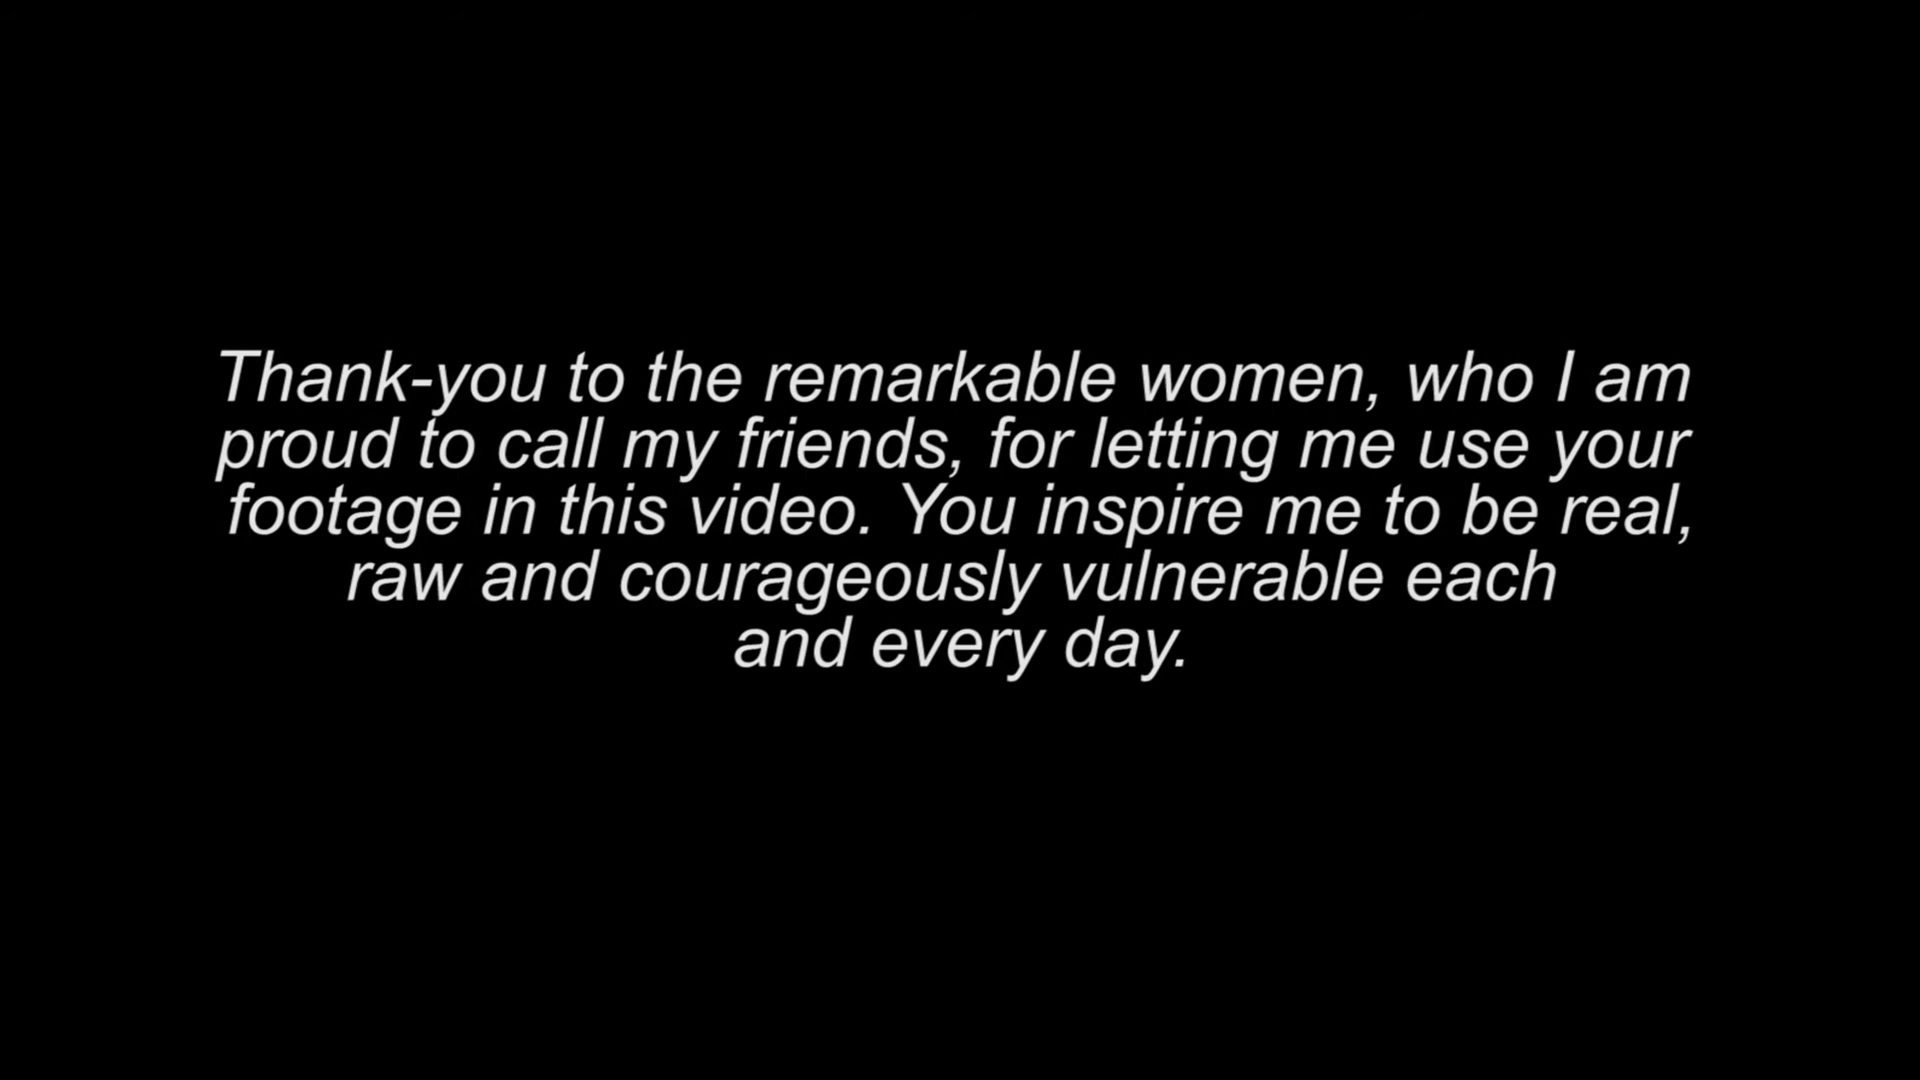 Thank-you to the remarkable women, who I am
proud to call my friends, for letting me use your
footage in this video. You inspire me to be real,
raw and courageously vulnerable each
and every day.